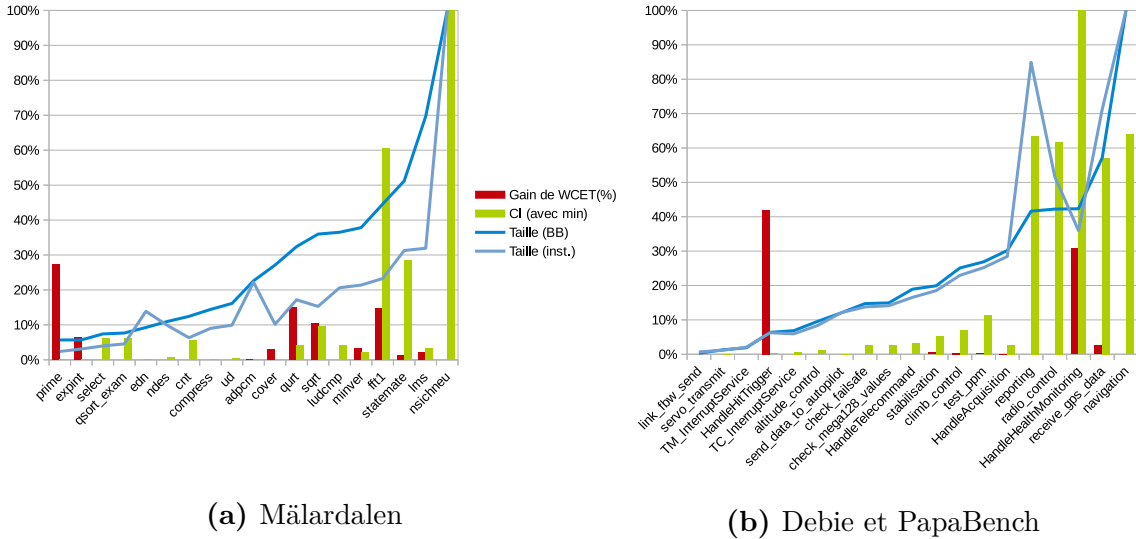 100%
90%
80%
70%
60%
50%
40%
30%
20%
10%
0%
prime
expint
select
qsort_exam
edn
ndes
cnt
compress
ud
adpcm
cover
qurt
sqrt
ludcmp
minver
fft1
statemate
lms
nsicheneu
Gain de WCET(%)
CI (avec min)
Taille (BB)
Taille (inst.)
100%
90%
80%
70%
60%
50%
40%
30%
20%
10%
0%
link_fbw_send
servo_transmit
TM_InterruptService
HandleHitTrigger
TC_InterruptService
altitude_control
send_data_to_autopilot
check_failsafe
check_mega128_values
HandleTelecommand
stabilisation
climb_control
test_ppm
HandleAcquisition
reporting
radio_control
HandleHealthMonitoring
receive_gps_data
navigation
(a) Mälardalen
(b) Debie et PapaBench